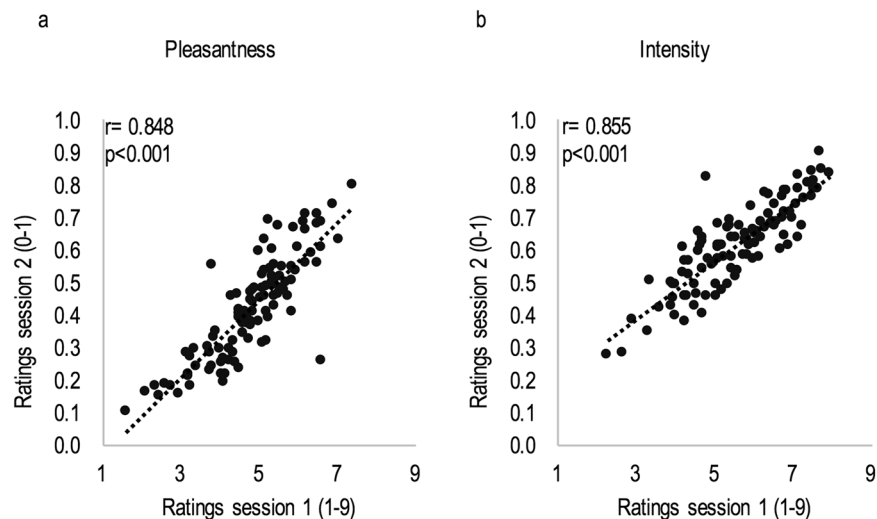 a
Pleasantness
r= 0.848
p<0.001
1.0
0.9
0.8
0.7
0.6
0.5
0.4
0.3
0.2
0.1
0.0
Ratings session 2 (0-1)
1 3 5 7 9
Ratings session 1 (1-9)
b
Intensity
r= 0.855
p<0.001
1.0
0.9
0.8
0.7
0.6
0.5
0.4
0.3
0.2
0.1
0.0
Ratings session 2 (0-1)
1 3 5 7 9
Ratings session 1 (1-9)